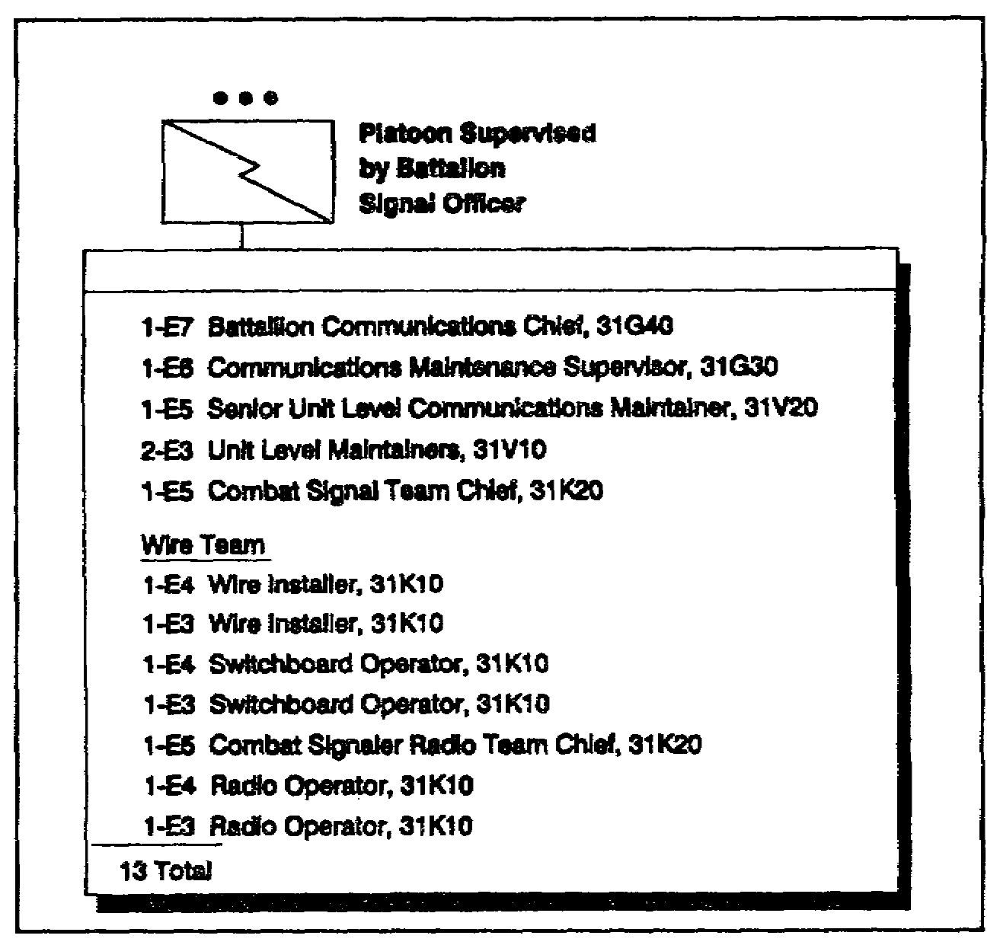 Platoon Supervised
by Battalion
Signal Officer
1-E7 Battallion Communications Chief, 31G40
1-E6 Communications Maintenance Supervisor, 31G30
1-E5 Senior Unit Level Communications Maintainer, 31V20
2-E3 Unit Level Maintainers, 31V10
1-E5 Combat Signal Team Chief, 31K20
Wire Team
1-E4 Wire Installer, 31K10
1-E3 Wire Installer, 31K10
1-E4 Switchboard Operator, 31K10
1-E3 Switchboard Operator, 31K10
1-E5 Combat Signaler Radio Team Chief, 31K20
1-E4 Radio Operator, 31K10
1-E3 Radio Operator, 31K10
13 Total